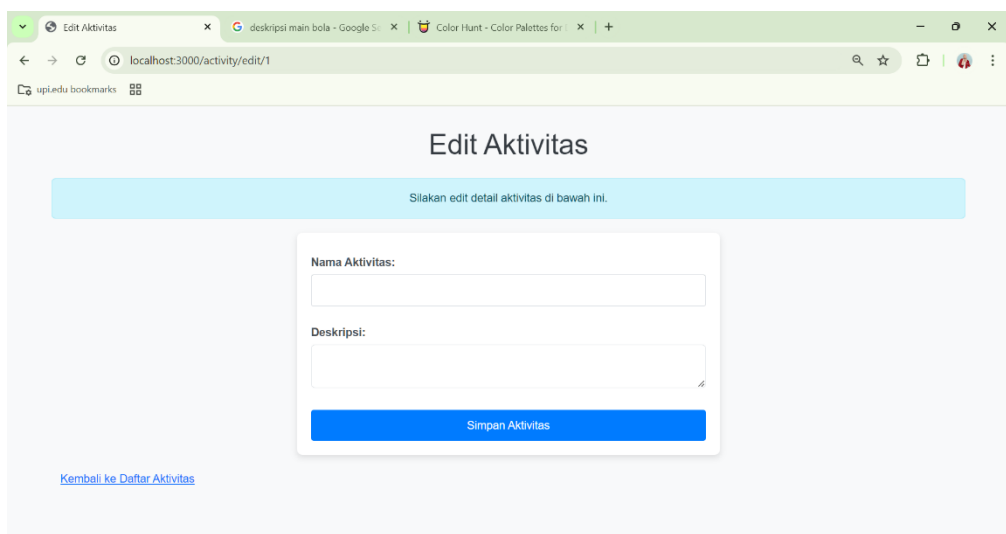 Edit Aktivitas
deskripsi main bola - Google Se
Color Hunt - Color Palettes for
localhost:3000/activity/edit/1
upi.edu bookmarks
Edit Aktivitas
Silakan edit detail aktivitas di bawah ini.
Nama Aktivitas:
Deskripsi:
Simpan Aktivitas
Kembali ke Daftar Aktivitas